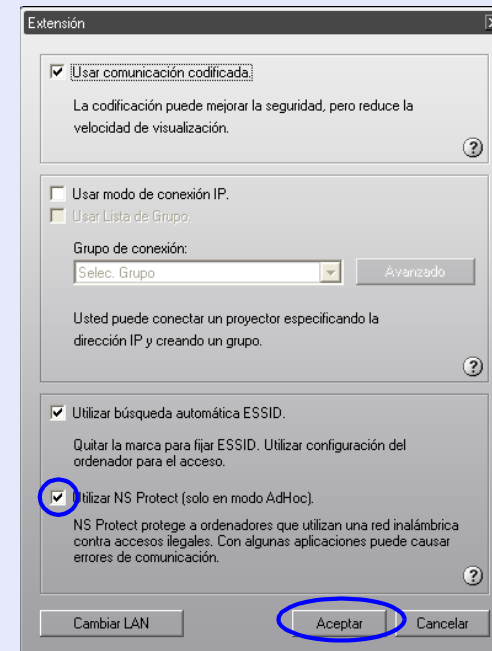 Extensión
Usar comunicación codificada.
La codificación puede mejorar la seguridad, pero reduce la
velocidad de visualización.
Usar modo de conexión IP.
Usar Lista de Grupo.
Grupo de conexión:
Selec. Grupo
Avanzado
Usted puede conectar un proyector especificando la
dirección IP y creando un grupo.
Utilizar búsqueda automática ESSID.
Quitar la marca para fijar ESSID. Utilizar configuración del
ordenador para el acceso.
Utilizar NS Protect (solo en modo AdHoc).
NS Protect protege a ordenadores que utilizan una red inalámbrica
contra accesos ilegales. Con algunas aplicaciones puede causar
errores de comunicación.
Cambiar LAN Aceptar Cancelar